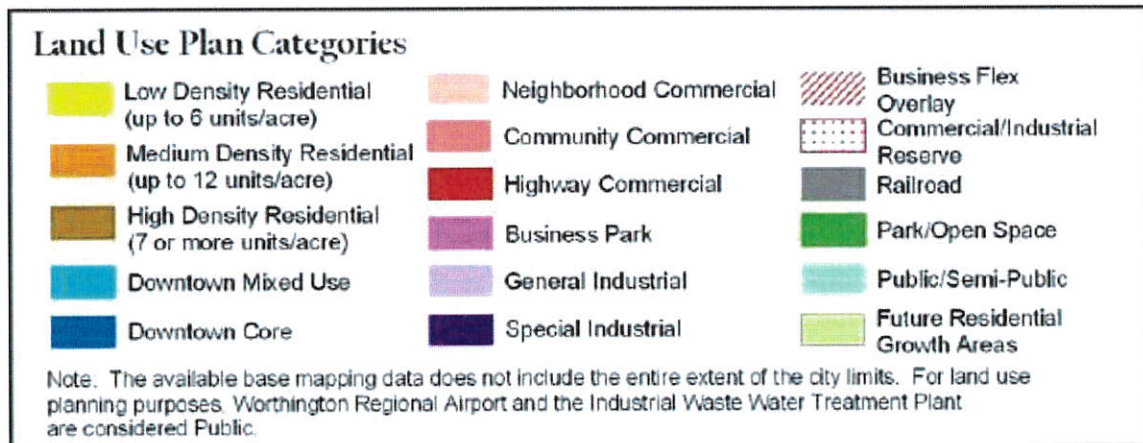 Land Use Plan Categories
Low Density Residential
(up to 6 units/acre)
Medium Density Residential
(up to 12 units/acre)
High Density Residential
(7 or more units/acre)
Downtown Mixed Use
Downtown Core
Neighborhood Commercial
Community Commercial
Highway Commercial
Business Park
General Industrial
Special Industrial
Business Flex
Overlay
Commercial/Industrial
Reserve
Railroad
Park/Open Space
Public/Semi-Public
Future Residential
Growth Areas
Note. The available base mapping data does not include the entire extent of the city limits. For land use
planning purposes, Worthington Regional Airport and the Industrial Waste Water Treatment Plant
are considered Public.